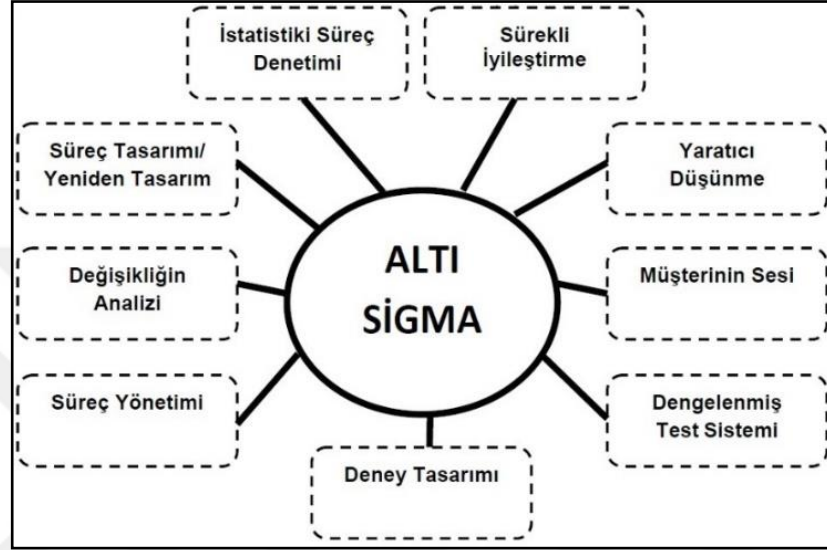 İstatistiki Süreç
Denetimi
Sürekli
İyileştirme
Süreç Tasarımı/
Yeniden Tasarım
Yaratıcı
Düşünme
ALTI
SİGMA
Değişikliğin
Analizi
Müşterinin Sesi
Süreç Yönetimi
Dengelenmiş
Test Sistemi
Deney Tasarımı